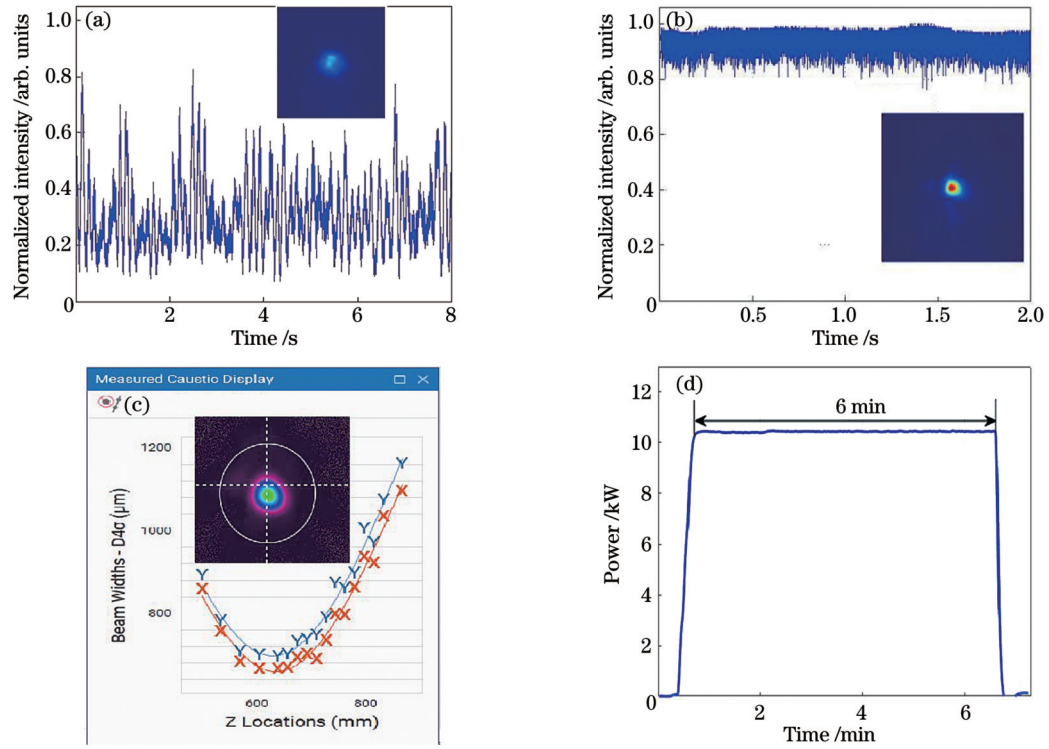 (a)
Normalized intensity /arb. units
1.0
0.8
0.6
0.4
0.2
0
0 2 4 6 8
Time /s
(b)
Normalized intensity /arb. units
1.0
0.8
0.6
0.4
0.2
0
0.5 1.0 1.5 2.0
Time /s
Measured Caustic Display
(c)
Beam Widths - D4σ (μm)
1200
1000
800
600 800
Z Locations (mm)
(d)
6 min
Power /kW
12
10
8
6
4
2
0
2 4 6
Time /min